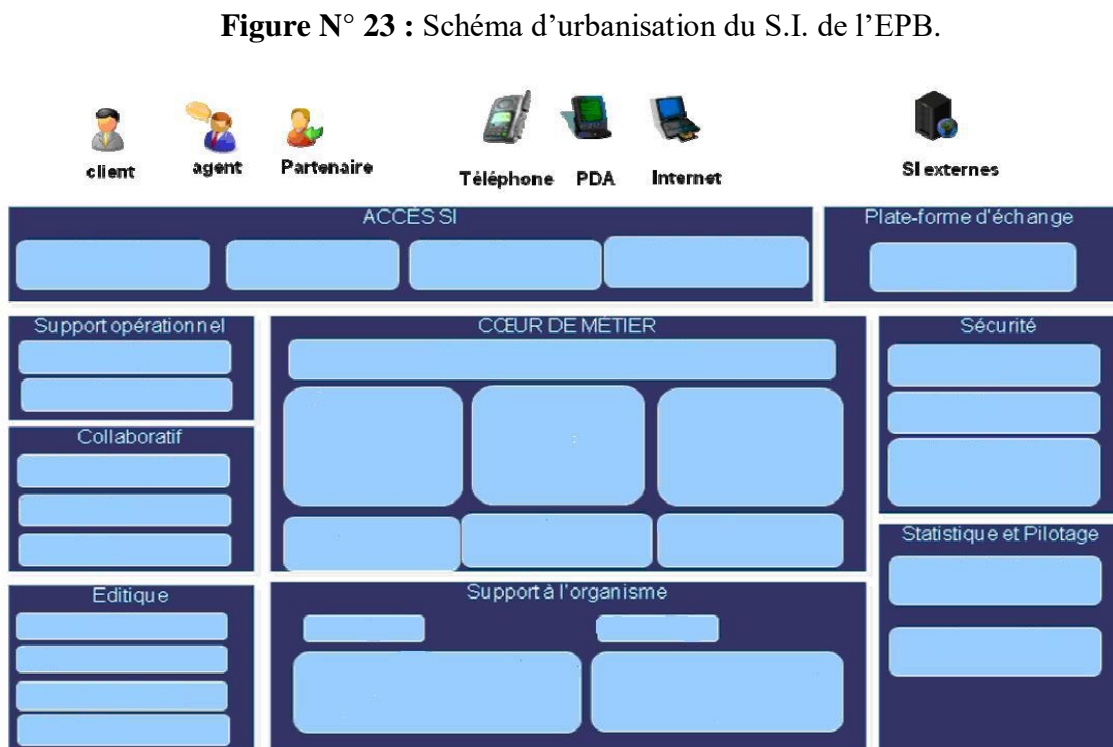 Figure N° 23 : Schéma d’urbanisation du S.I. de l’EPB.
client
agent
Partenaire
Téléphone
PDA
Internet
SI externes
ACCÈS SI
Plate-forme d'échange
Support opérationnel
CŒUR DE MÉTIER
Sécurité
Collaboratif
Statistique et Pilotage
Editique
Support à l'organisme